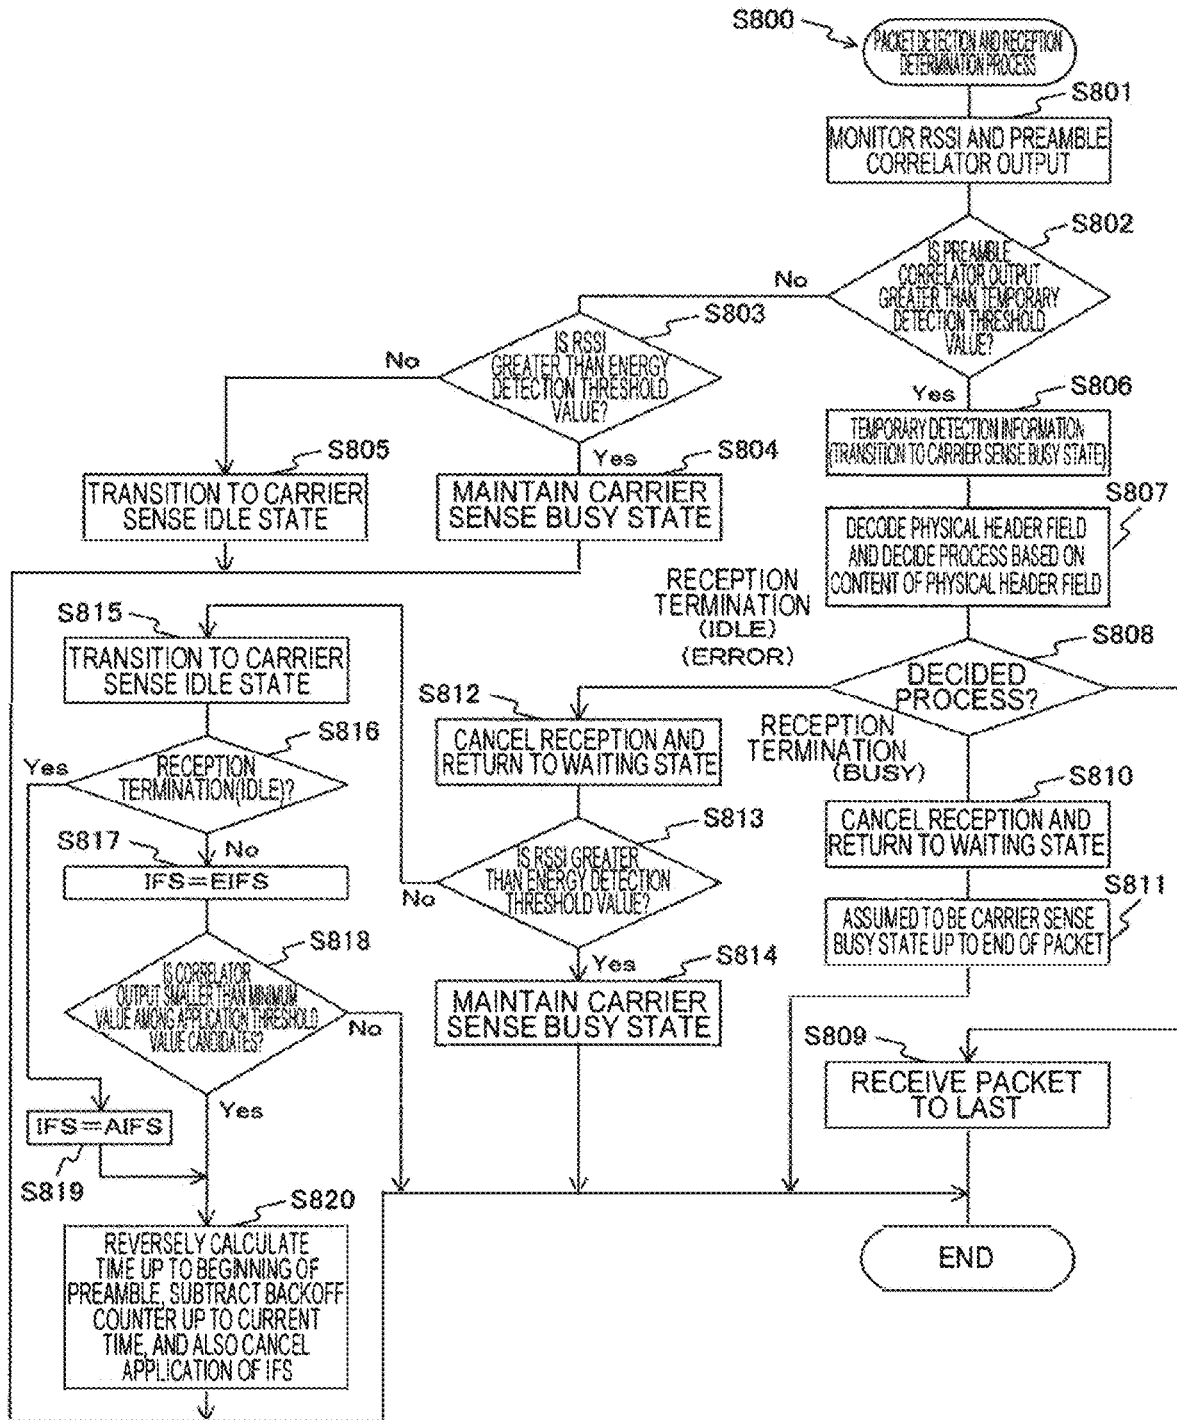 S800
PACKET DETECTION AND RECEPTION
DETERMINATION PROCESS
S801
MONITOR RSSI AND PREAMBLE
CORRELATOR OUTPUT
S802
IS PREAMBLE
CORRELATOR OUTPUT
GREATER THAN TEMPORARY
DETECTION THRESHOLD
VALUE?
No
Yes
S803
IS RSSI
GREATER THAN ENERGY
DETECTION THRESHOLD
VALUE?
No
Yes
S805
TRANSITION TO CARRIER
SENSE IDLE STATE
S804
MAINTAIN CARRIER
SENSE BUSY STATE
S806
TEMPORARY DETECTION INFORMATION
(TRANSITION TO CARRIER SENSE BUSY STATE)
S807
DECODE PHYSICAL HEADER FIELD
AND DECIDE PROCESS BASED ON
CONTENT OF PHYSICAL HEADER FIELD
S808
DECIDED
PROCESS?
RECEPTION
TERMINATION
(IDLE)
(ERROR)
RECEPTION
TERMINATION
(BUSY)
S812
CANCEL RECEPTION AND
RETURN TO WAITING STATE
S813
IS RSSI GREATER
THAN ENERGY DETECTION
THRESHOLD VALUE?
No
Yes
S814
MAINTAIN CARRIER
SENSE BUSY STATE
S810
CANCEL RECEPTION AND
RETURN TO WAITING STATE
S811
ASSUMED TO BE CARRIER SENSE
BUSY STATE UP TO END OF PACKET
S809
RECEIVE PACKET
TO LAST
S815
TRANSITION TO CARRIER
SENSE IDLE STATE
S816
RECEPTION
TERMINATION(IDLE)?
Yes
No
S817
IFS=EIFS
S818
IS CORRELATOR
OUTPUT SMALLER THAN MINIMUM
VALUE AMONG APPLICATION THRESHOLD
VALUE CANDIDATES?
No
Yes
IFS=AIFS
S819
S820
REVERSELY CALCULATE
TIME UP TO BEGINNING OF
PREAMBLE, SUBTRACT BACKOFF
COUNTER UP TO CURRENT
TIME, AND ALSO CANCEL
APPLICATION OF IFS
END